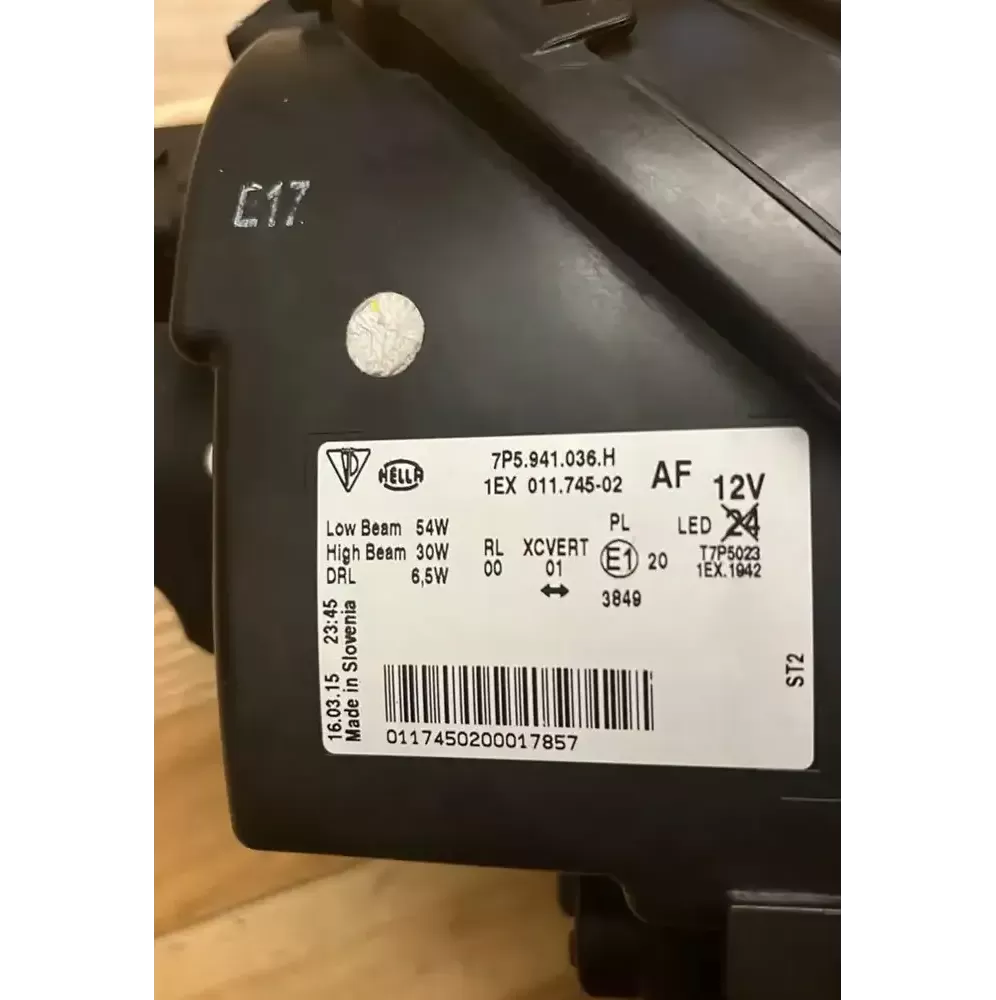 C17
HELLA
7P5.941.036.H
1EX 011.745-02
AF
12V
Low Beam 54W
High Beam 30W
DRL 6,5W
RL
00
XCVERT
01
PL
E1
20
3849
LED 24
T7P5023
1EX.1942
16.03.15 23:45
Made in Slovenia
ST2
0117450200017857